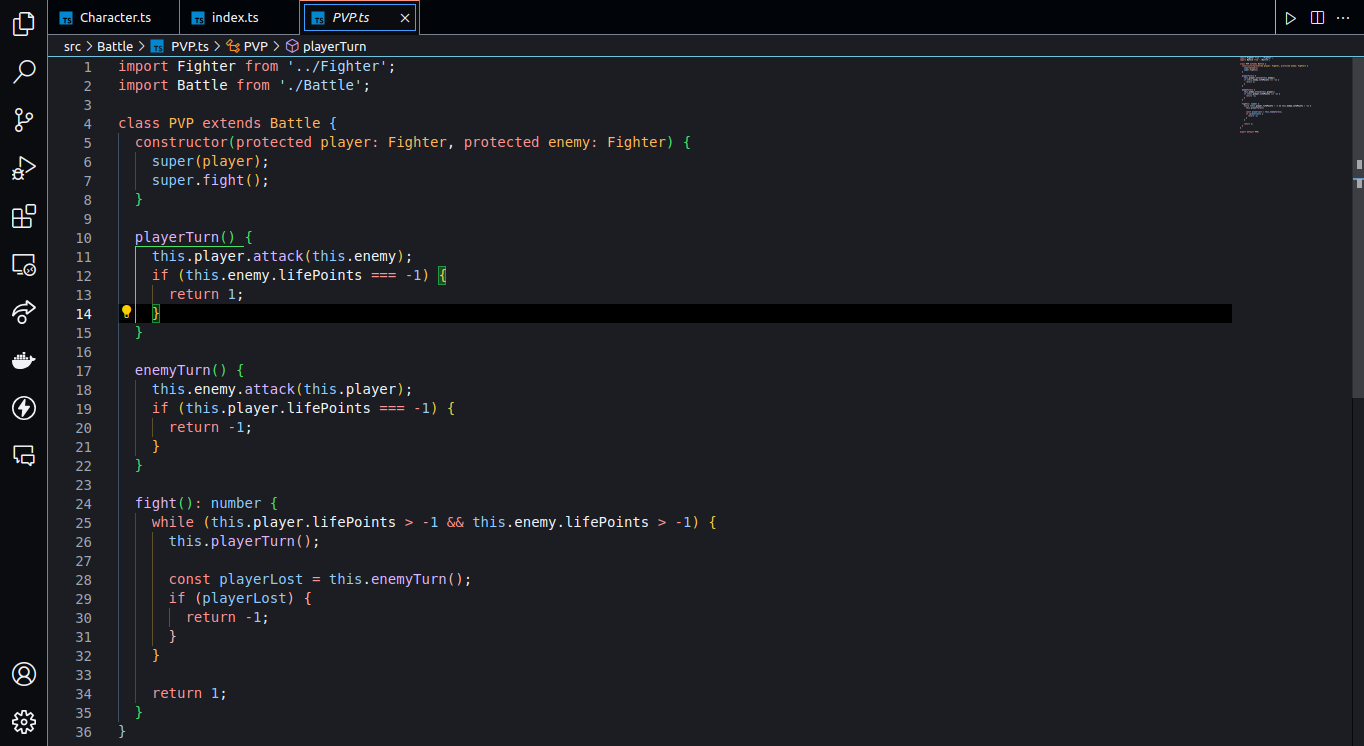 TS Character.ts TS index.ts TS PVP.ts
src > Battle > TS PVP.ts > PVP > playerTurn
1 import Fighter from '../Fighter';
2 import Battle from './Battle';
3
4 class PVP extends Battle {
5 constructor(protected player: Fighter, protected enemy: Fighter) {
6 super(player);
7 super.fight();
8 }
9
10 playerTurn() {
11 this.player.attack(this.enemy);
12 if (this.enemy.lifePoints === -1) {
13 return 1;
14 }
15 }
16
17 enemyTurn() {
18 this.enemy.attack(this.player);
19 if (this.player.lifePoints === -1) {
20 return -1;
21 }
22 }
23
24 fight(): number {
25 while (this.player.lifePoints > -1 && this.enemy.lifePoints > -1) {
26 this.playerTurn();
27
28 const playerLost = this.enemyTurn();
29 if (playerLost) {
30 return -1;
31 }
32 }
33
34 return 1;
35 }
36 }